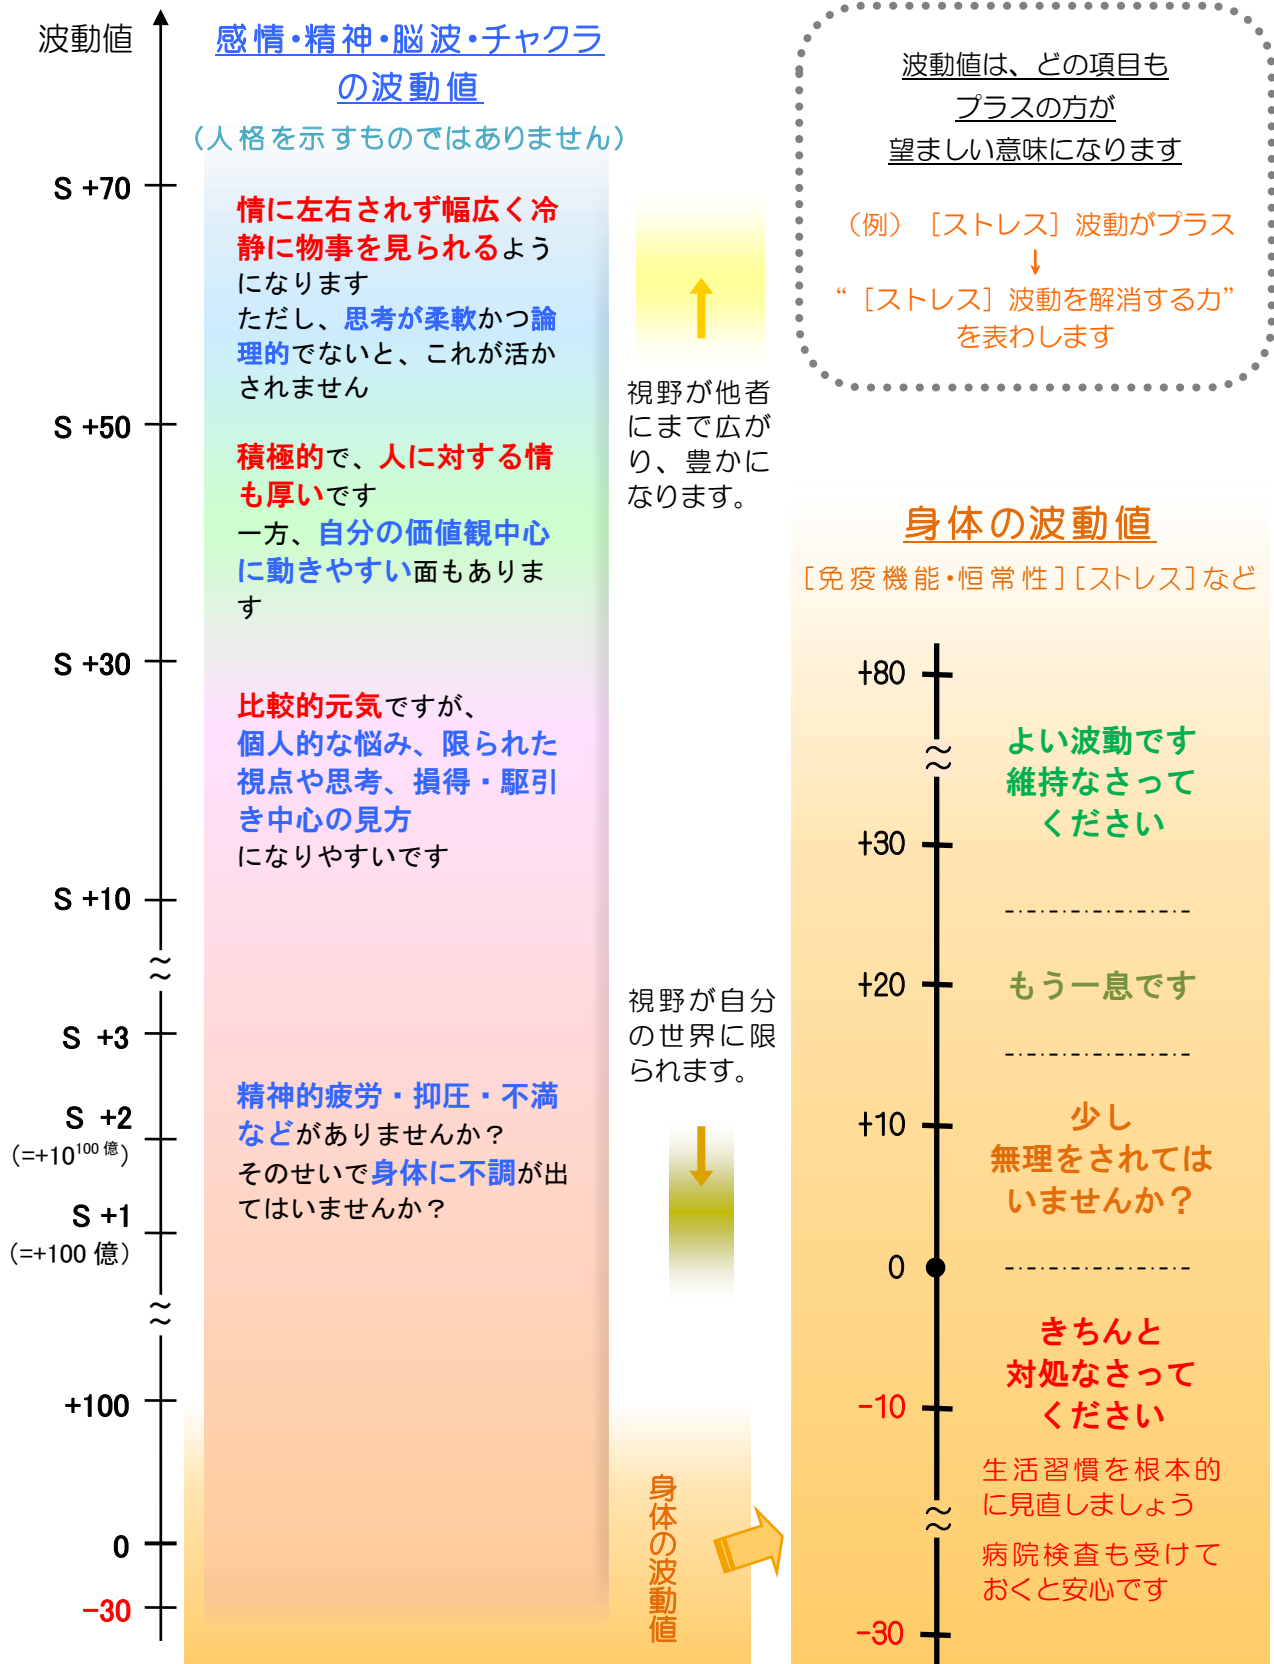 波動値
感情・精神・脳波・チャクラ
の波動値
（人格を示すものではありません）
S +70
情に左右されず幅広く冷
静に物事を見られるよう
になります
ただし、思考が柔軟かつ論
理的でないと、これが活か
されません
S +50
積極的で、人に対する情
も厚いです
一方、自分の価値観中心
に動きやすい面もありま
す
S +30
比較的元気ですが、
個人的な悩み、限られた
視点や思考、損得・駆引
き中心の見方
になりやすいです
S +10
≈
S +3
精神的疲労・抑圧・不満
などがありませんか？
そのせいで身体に不調が出
てはいませんか？
S +2
（=+10^100億）
S +1
（=+100億）
≈
+100
0
-30
視野が他者
にまで広が
り、豊かに
なります。
視野が自分
の世界に限
られます。
身体の波動値
波動値は、どの項目も
プラスの方が
望ましい意味になります
（例）［ストレス］波動がプラス
↓
“［ストレス］波動を解消する力”
を表わします
身体の波動値
［免疫機能・恒常性］［ストレス］など
+80
≈
よい波動です
維持なさって
ください
+30
+20
もう一息です
+10
少し
無理をされては
いませんか？
0
きちんと
対処なさって
ください
-10
生活習慣を根本的
に見直しましょう
≈
病院検査も受けて
おくと安心です
-30